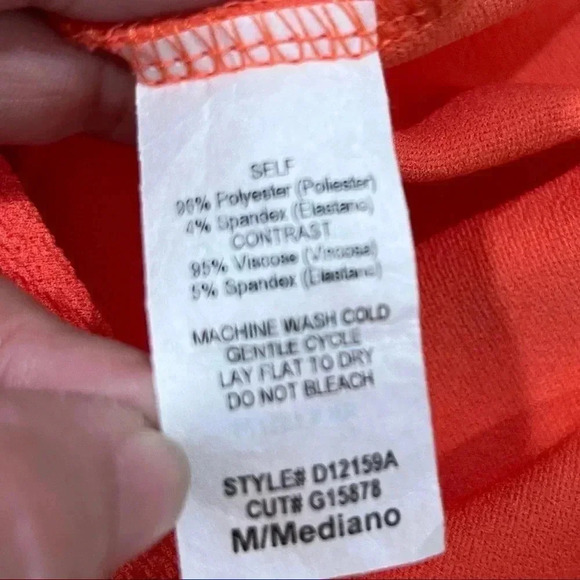 SELF
96% Polyester (Poliester)
4% Spandex (Elastano)
CONTRAST
95% Viscose (Viscosa)
5% Spandex (Elastano)
MACHINE WASH COLD
GENTLE CYCLE
LAY FLAT TO DRY
DO NOT BLEACH
STYLE# D12159A
CUT# G15878
M/Mediano